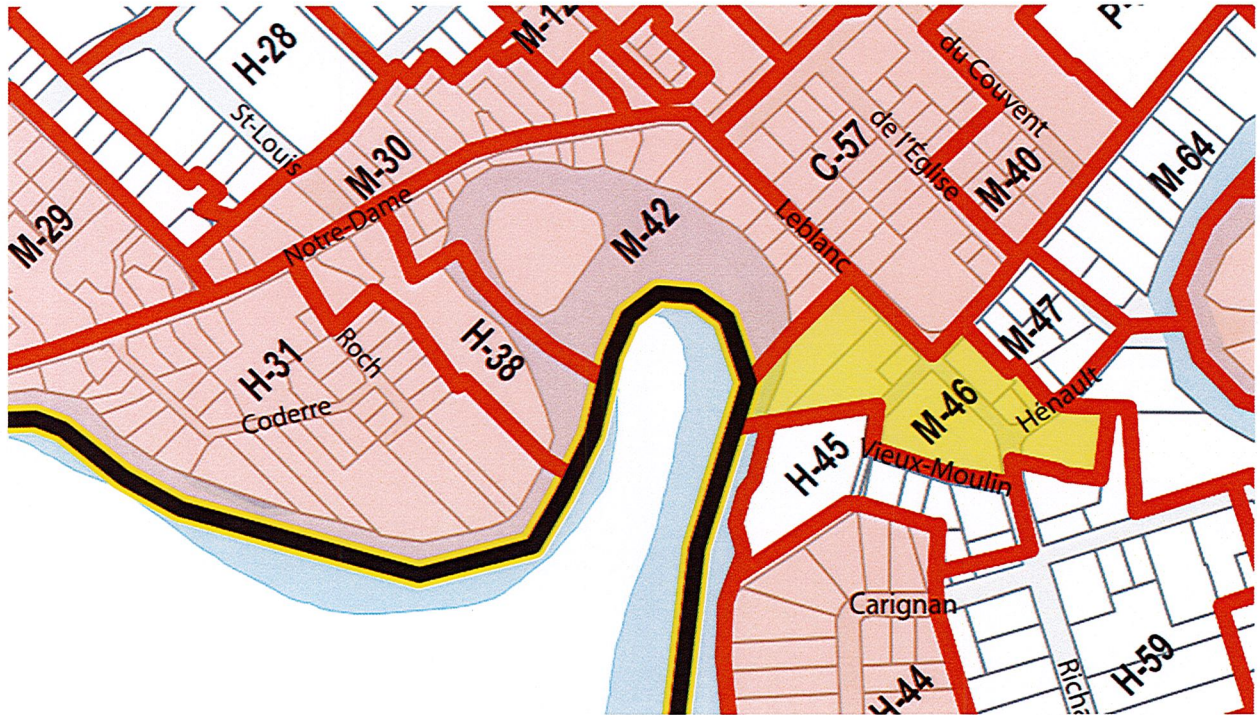 M-12
H-28
du Couvent
St-Louis
de l'Église
C-57
M-64
M-30
M-40
Notre-Dame
M-29
M-42
Leblanc
M-47
H-38
Roch
H-31
Coderre
M-46
Hénault
H-45
Vieux-Moulin
Carignan
H-59
H-44
Richa